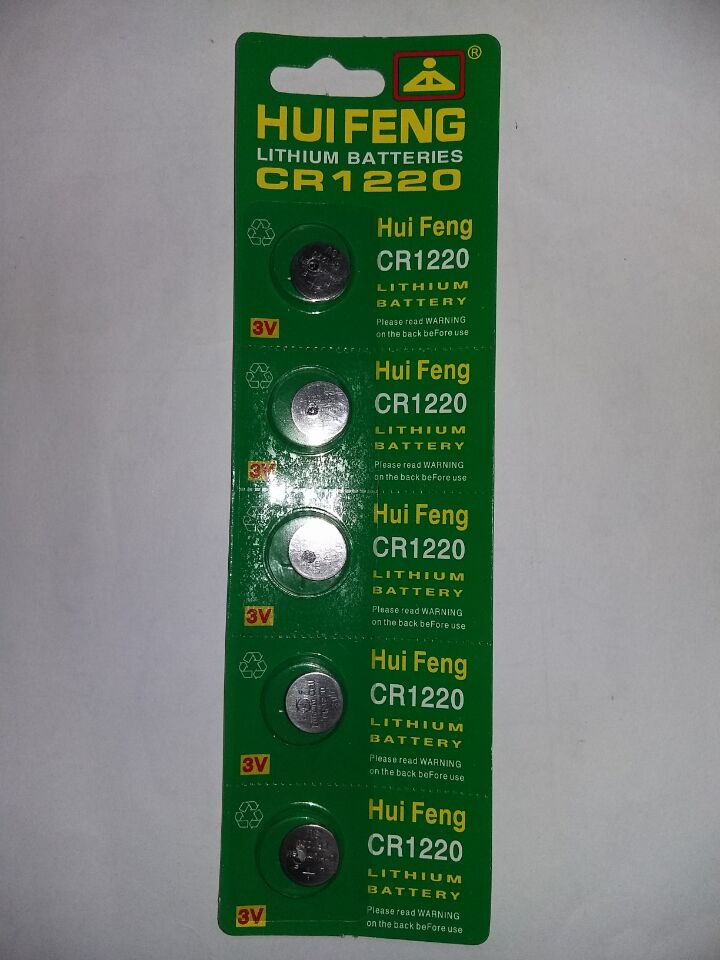 ®
HUIFENG
LITHIUM BATTERIES
CR1220
Hui Feng
CR1220
LITHIUM
BATTERY
3V
Please read WARNING
on the back beFore use
Hui Feng
CR1220
LITHIUM
BATTERY
3V
Please read WARNING
on the back beFore use
Hui Feng
CR1220
LITHIUM
BATTERY
3V
Please read WARNING
on the back beFore use
Hui Feng
CR1220
LITHIUM
BATTERY
3V
Please read WARNING
on the back beFore use
Hui Feng
CR1220
LITHIUM
BATTERY
3V
Please read WARNING
on the back beFore use